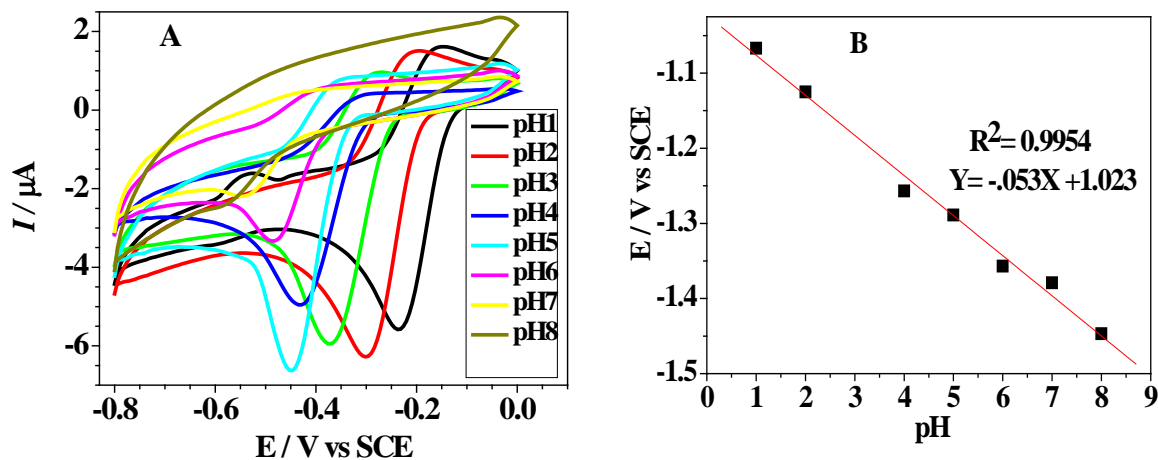 A
I / µA
2
0
-2
-4
-6
-0.8
-0.6
-0.4
-0.2
0.0
E / V vs SCE
pH1
pH2
pH3
pH4
pH5
pH6
pH7
pH8
B
E / V vs SCE
-1.1
-1.2
-1.3
-1.4
-1.5
R²= 0.9954
Y= -.053X +1.023
0
1
2
3
4
5
6
7
8
9
pH